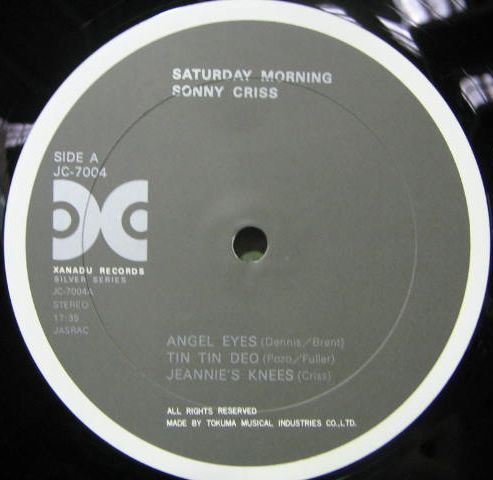 SATURDAY MORNING
SONNY CRISS
SIDE A
JC-7004
XANADU RECORDS
SILVER SERIES
JC-7004A
STEREO
17:35
JASRAC
ANGEL EYES (Dennis/Brent)
TIN TIN DEO (Pozo/Fuller)
JEANNIE'S KNEES (Criss)
ALL RIGHTS RESERVED
MADE BY TOKUMA MUSICAL INDUSTRIES CO.,LTD.